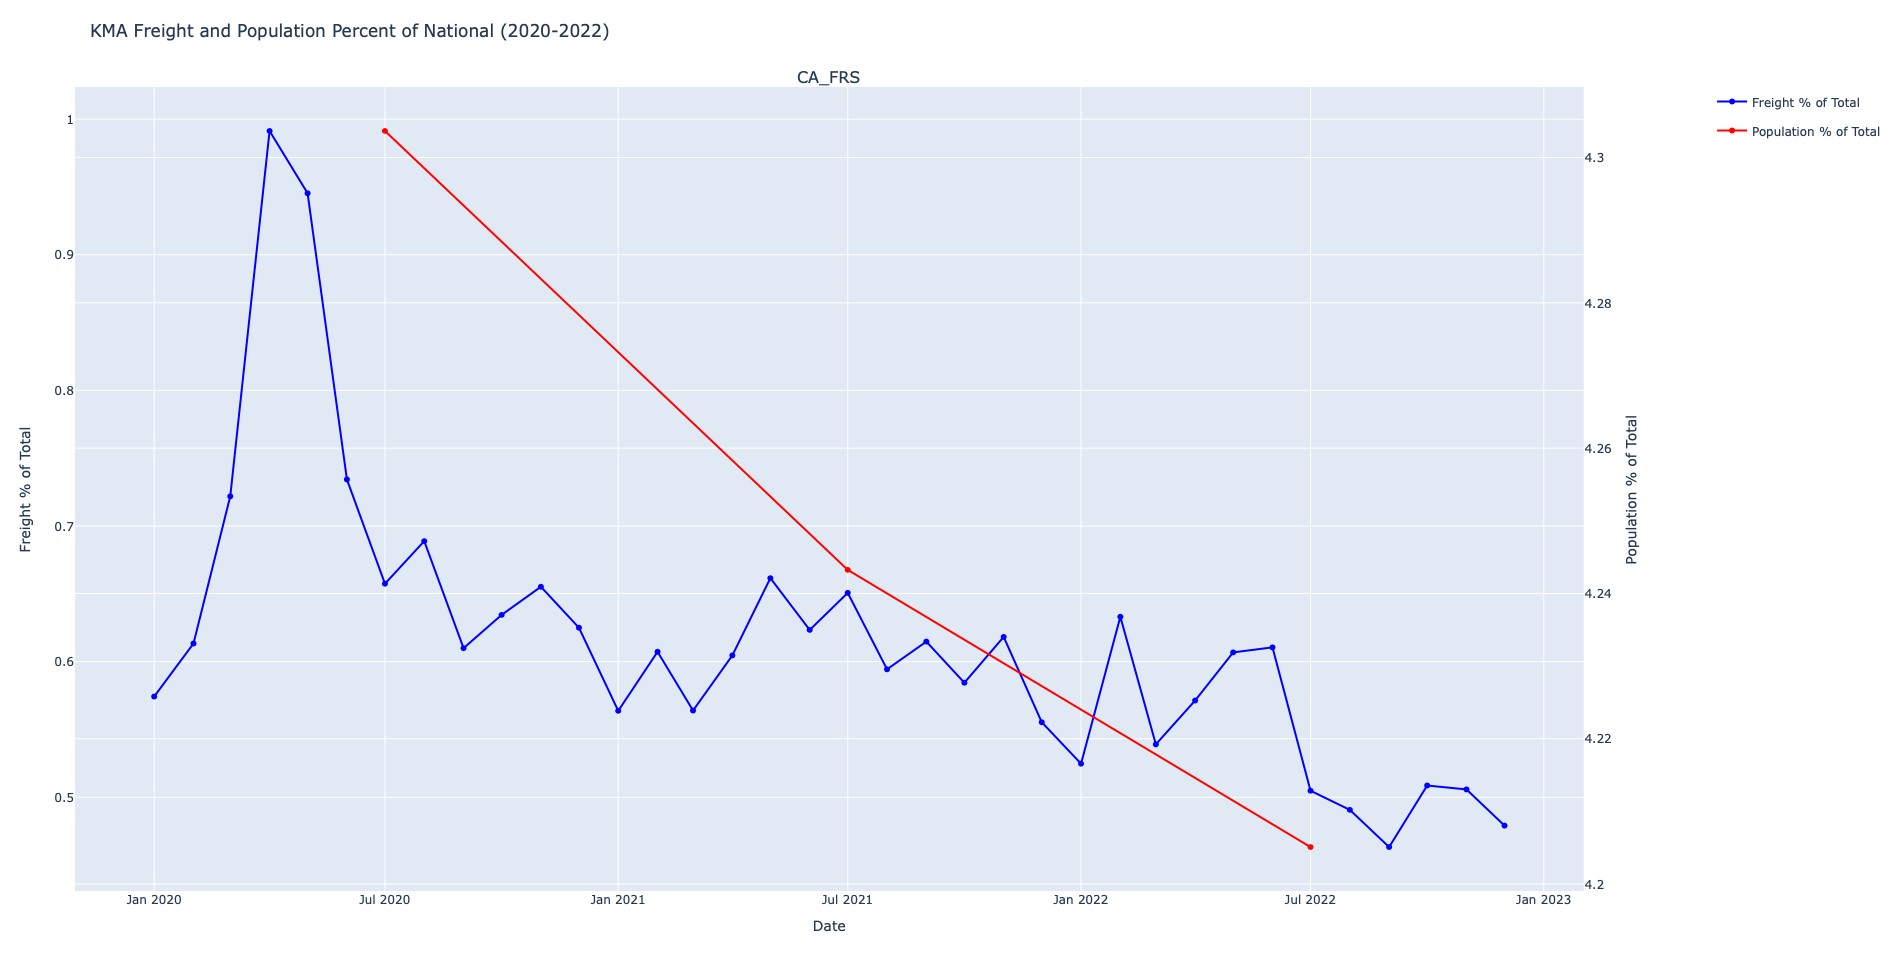 KMA Freight and Population Percent of National (2020-2022)
CA_FRS
Freight % of Total
Population % of Total
1
0.9
0.8
0.7
0.6
0.5
Freight % of Total
4.3
4.28
4.26
4.24
4.22
4.2
Population % of Total
Jan 2020 Jul 2020 Jan 2021 Jul 2021 Jan 2022 Jul 2022 Jan 2023
Date